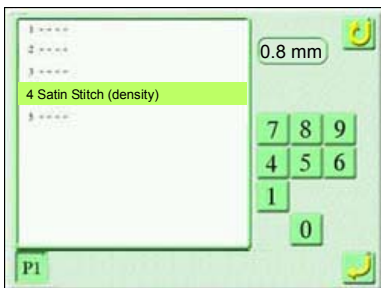 1 ----
2 ----
3 ----
4 Satin Stitch (density)
5 ----
0.8 mm
7 8 9
4 5 6
1
0
P1